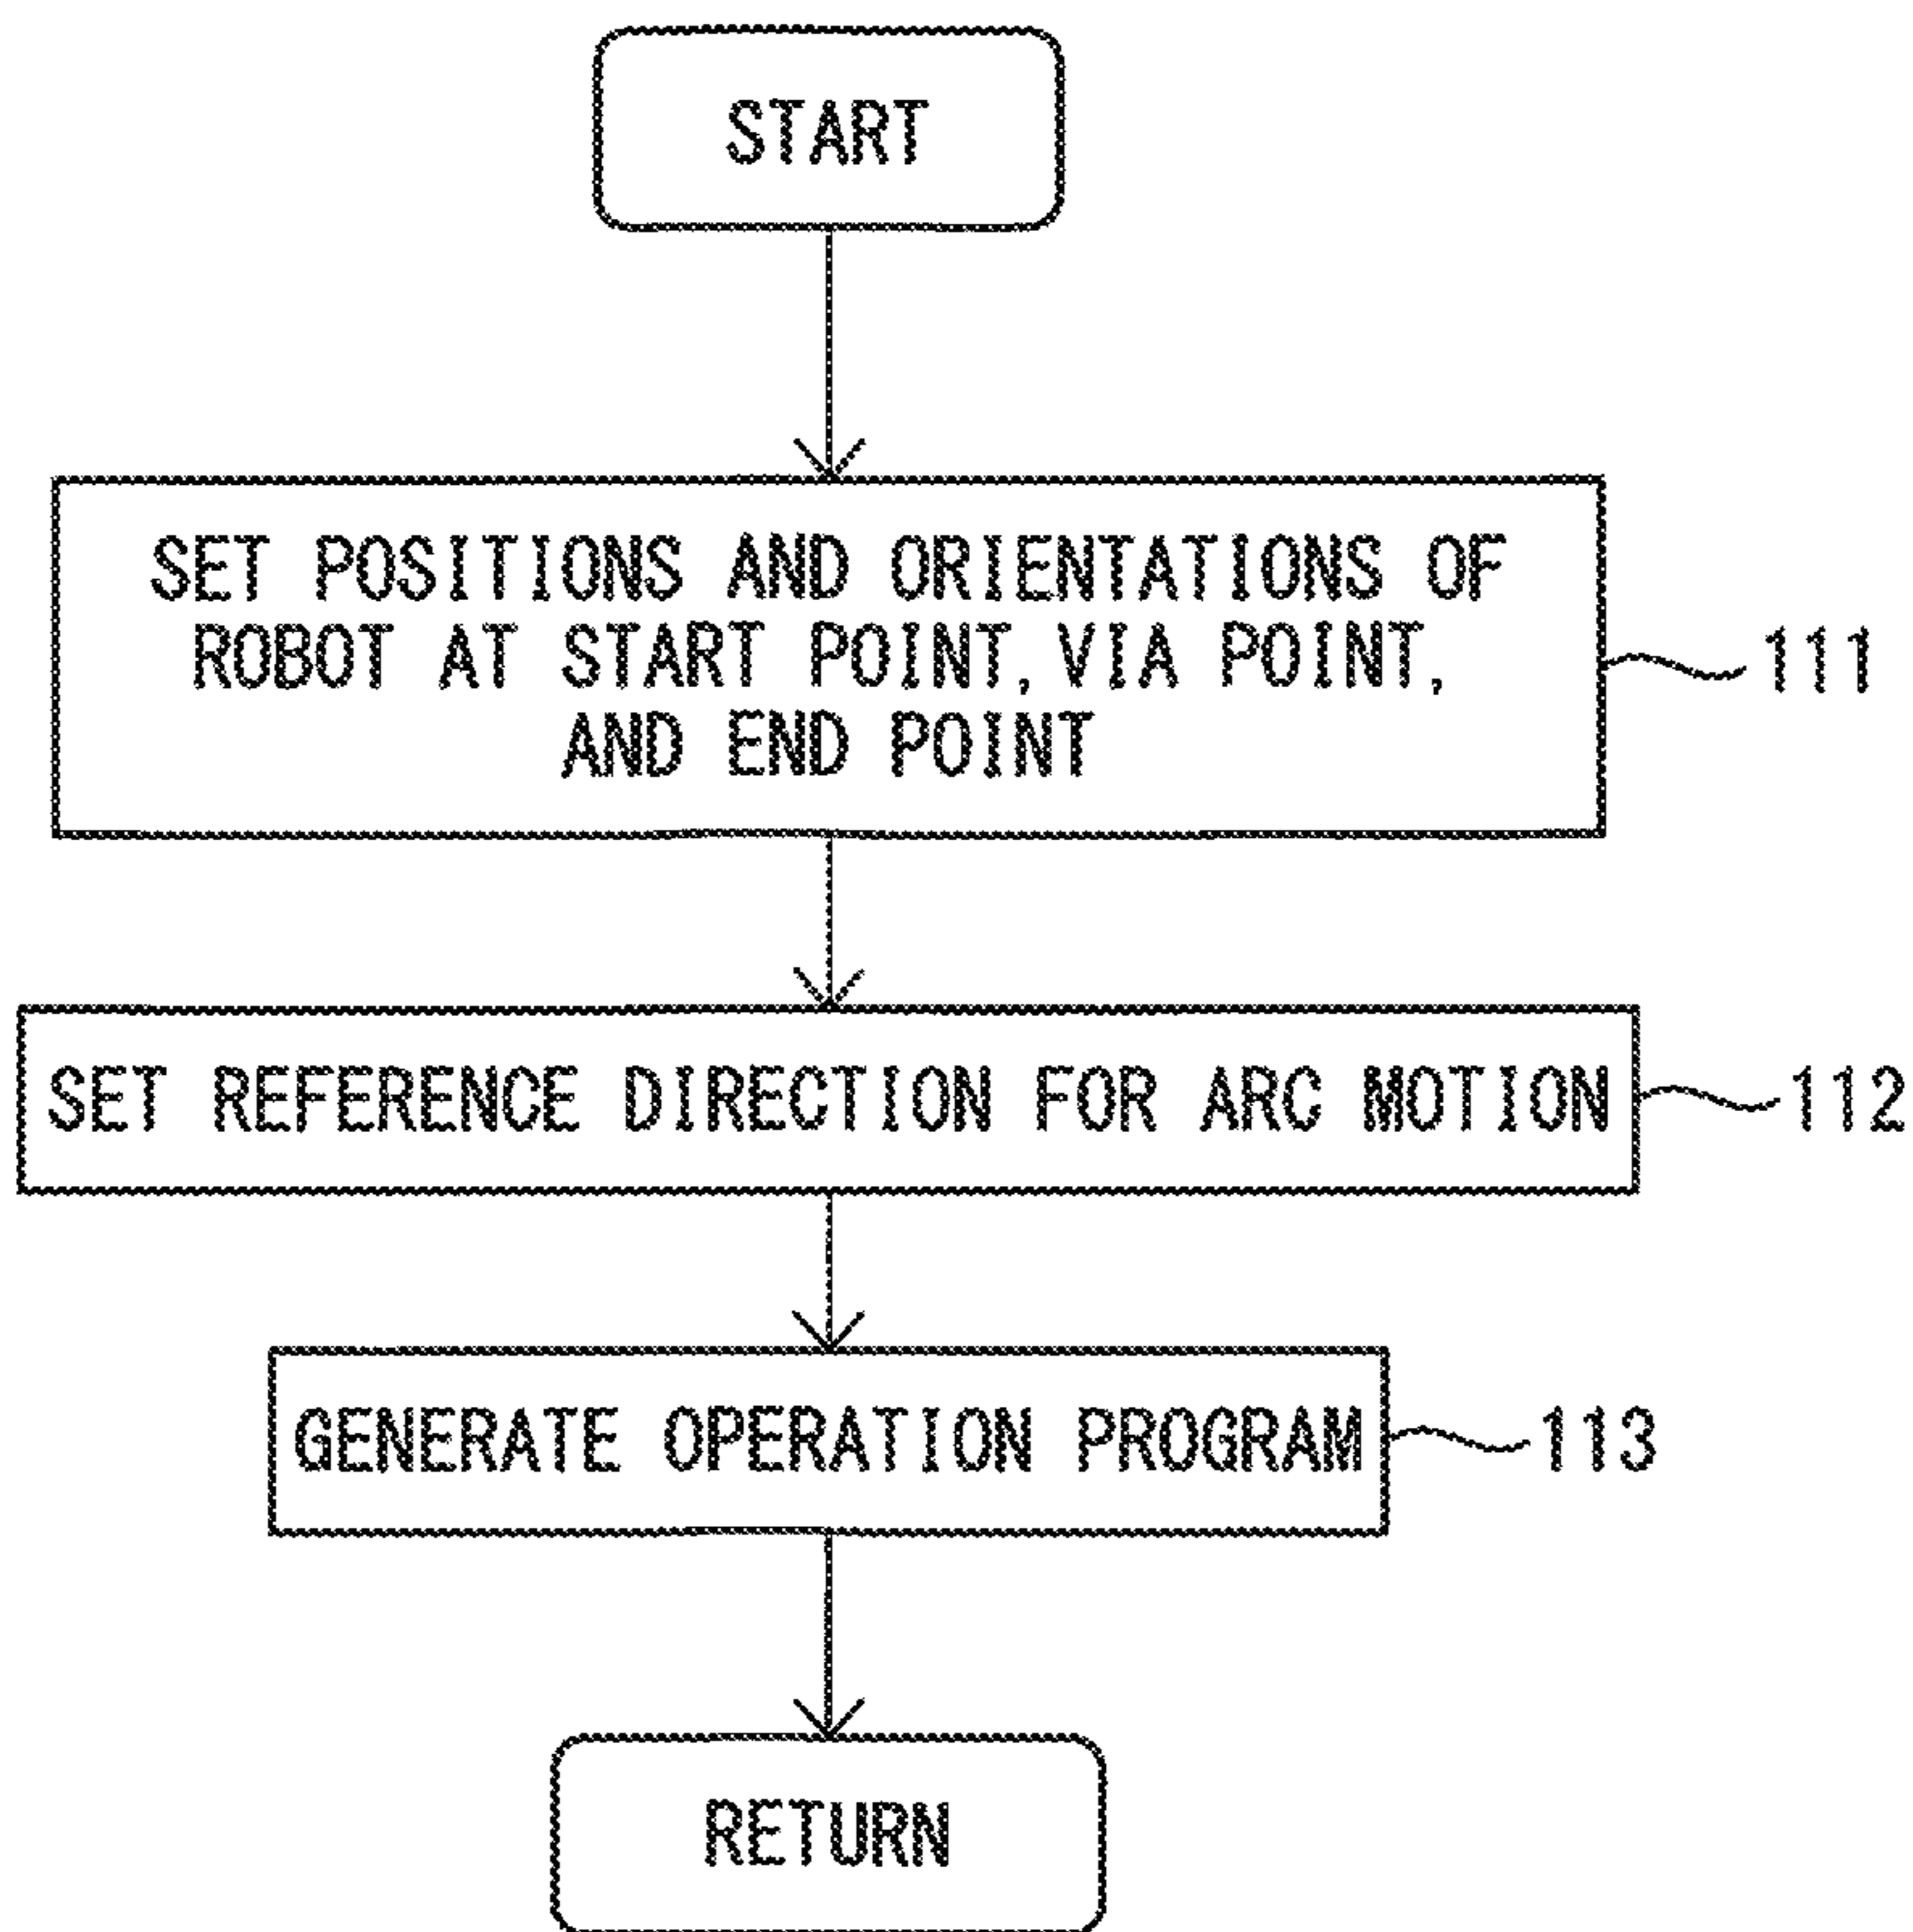 START
SET POSITIONS AND ORIENTATIONS OF
ROBOT AT START POINT, VIA POINT,
AND END POINT
111
SET REFERENCE DIRECTION FOR ARC MOTION
112
GENERATE OPERATION PROGRAM
113
RETURN